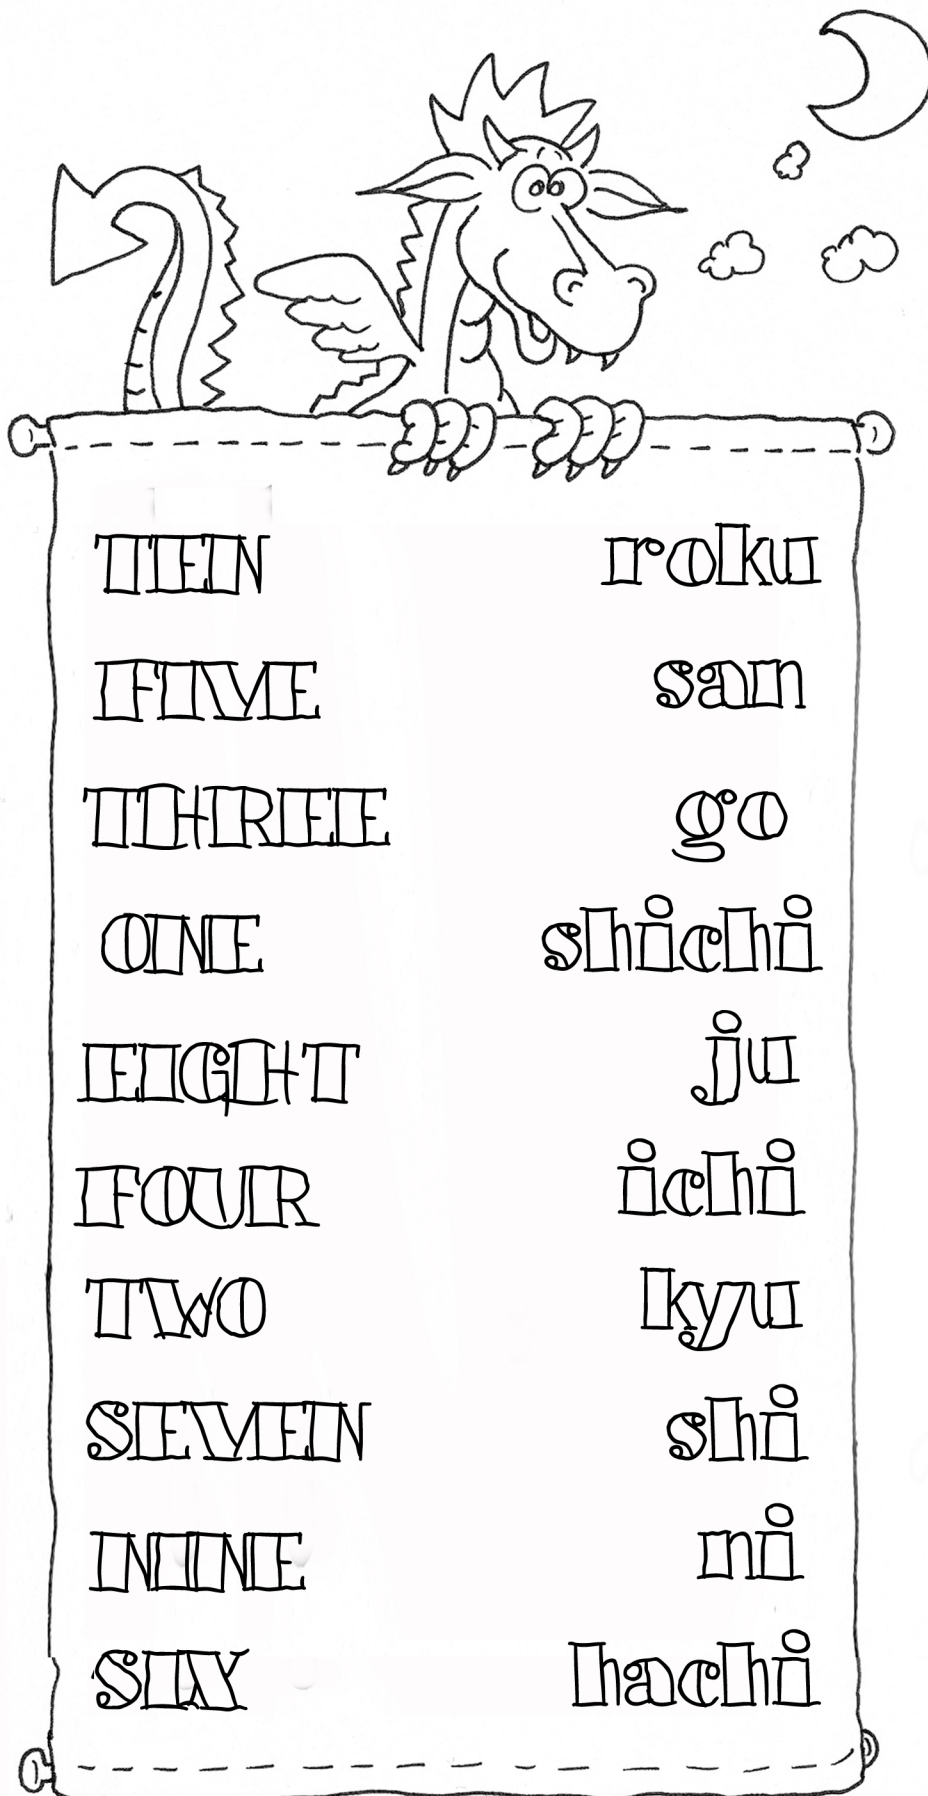 TEN roku
FIVE san
THREE go
ONE shichi
EIGHT ju
FOUR ichi
TWO kyu
SEVEN shi
NINE ni
SIX hachi